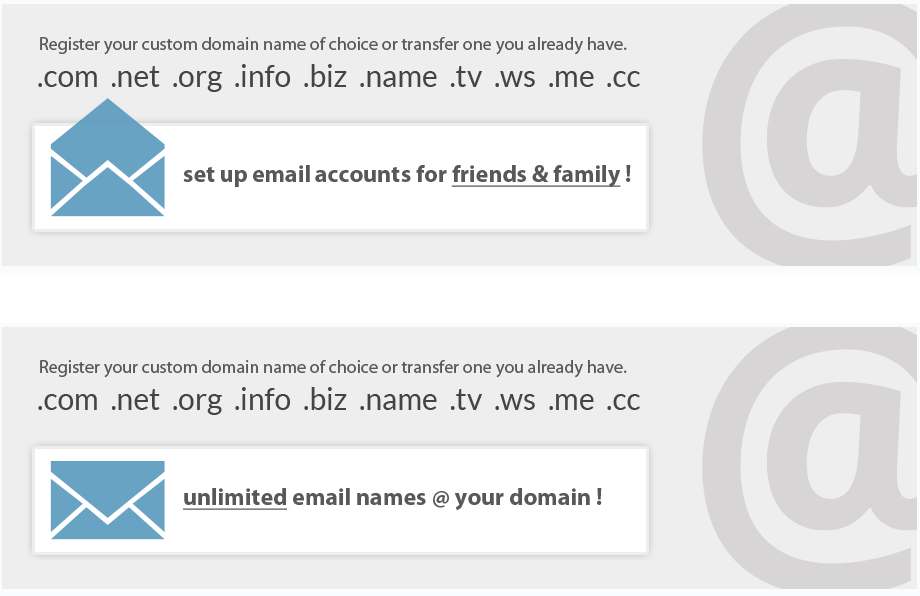 Register your custom domain name of choice or transfer one you already have.
.com .net .org .info .biz .name .tv .ws .me .cc
set up email accounts for friends & family !
@
Register your custom domain name of choice or transfer one you already have.
.com .net .org .info .biz .name .tv .ws .me .cc
unlimited email names @ your domain !
@